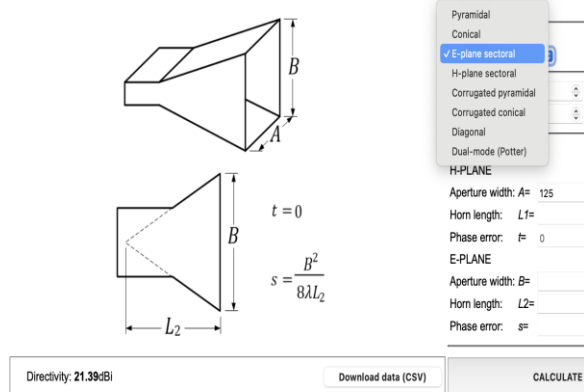 B
A
B
t = 0
s = B²
8λL₂
L₂
Pyramidal
Conical
✓ E-plane sectoral
H-plane sectoral
Corrugated pyramidal
Corrugated conical
Diagonal
Dual-mode (Potter)
H-PLANE
Aperture width: A= 125
Horn length: L1=
Phase error: t= 0
E-PLANE
Aperture width: B=
Horn length: L2=
Phase error: s=
Directivity: 21.39dBi
Download data (CSV)
CALCULATE